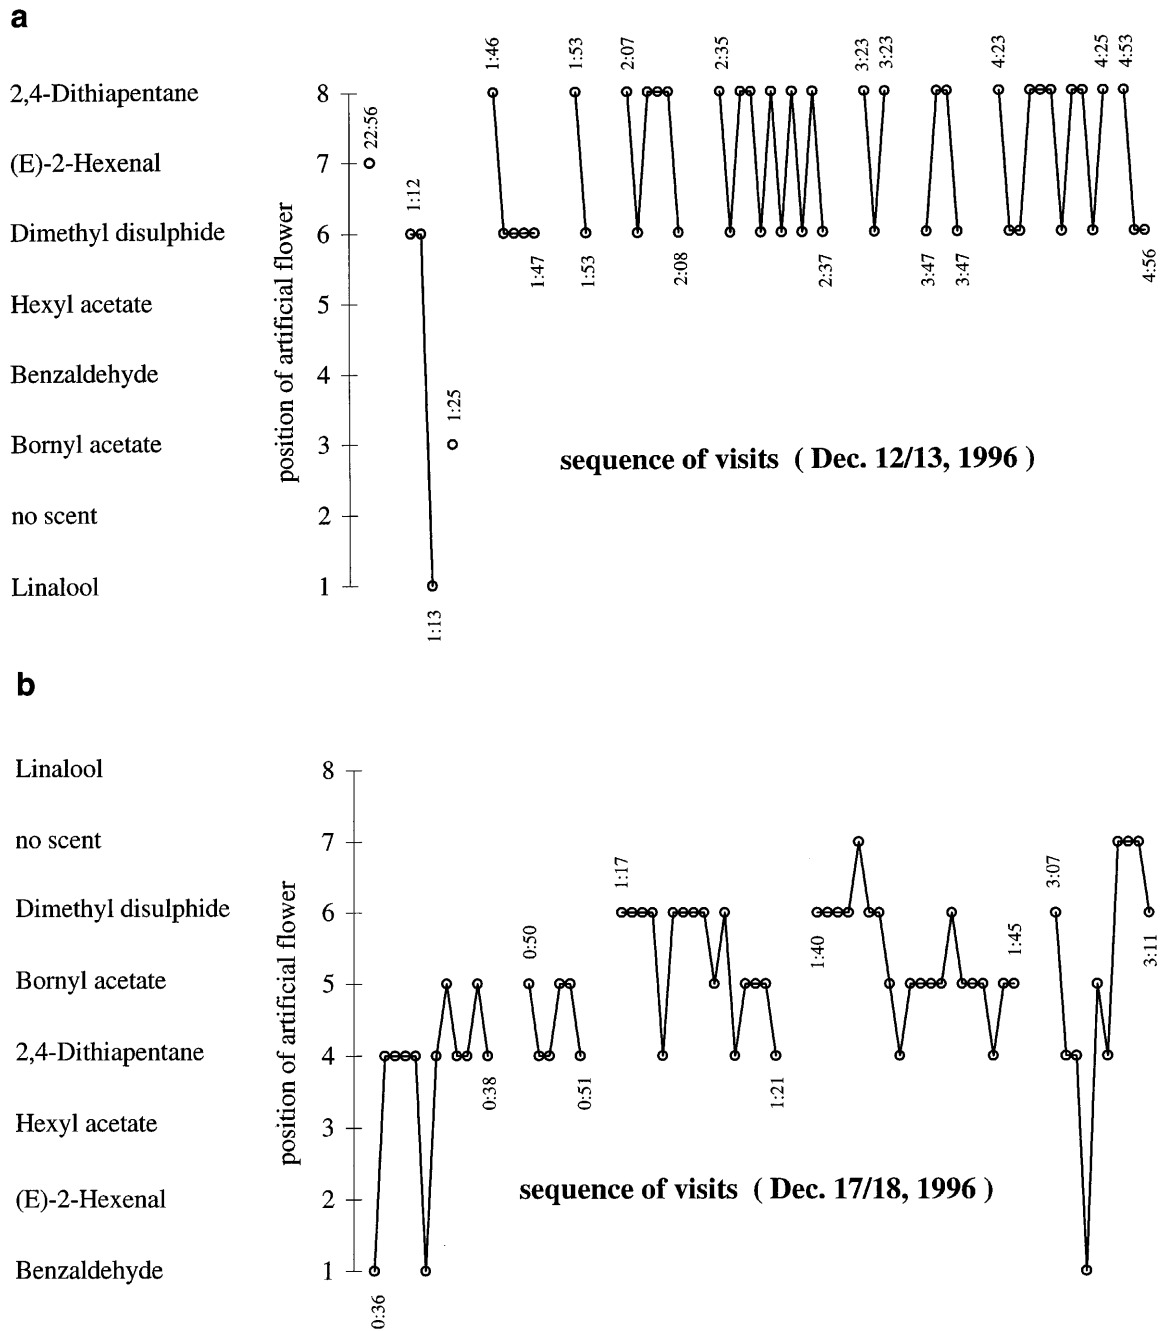 a
1:46 1:53 2:07 2:35 3:23 3:23 4:23 4:25 4:53
2,4-Dithiapentane 8
22:56
(E)-2-Hexenal 7
1:12
Dimethyl disulphide 6
1:47 1:53 2:08 2:37 3:47 3:47 4:56
Hexyl acetate 5
Benzaldehyde 4
1:25
Bornyl acetate 3
position of artificial flower
sequence of visits ( Dec. 12/13, 1996 )
no scent 2
Linalool 1
1:13
b
Linalool 8
no scent 7
1:17 3:07
Dimethyl disulphide 6
0:50 1:40 1:45 3:11
Bornyl acetate 5
2,4-Dithiapentane 4
0:38 0:51 1:21
Hexyl acetate 3
position of artificial flower
sequence of visits ( Dec. 17/18, 1996 )
(E)-2-Hexenal 2
Benzaldehyde 1
0:36